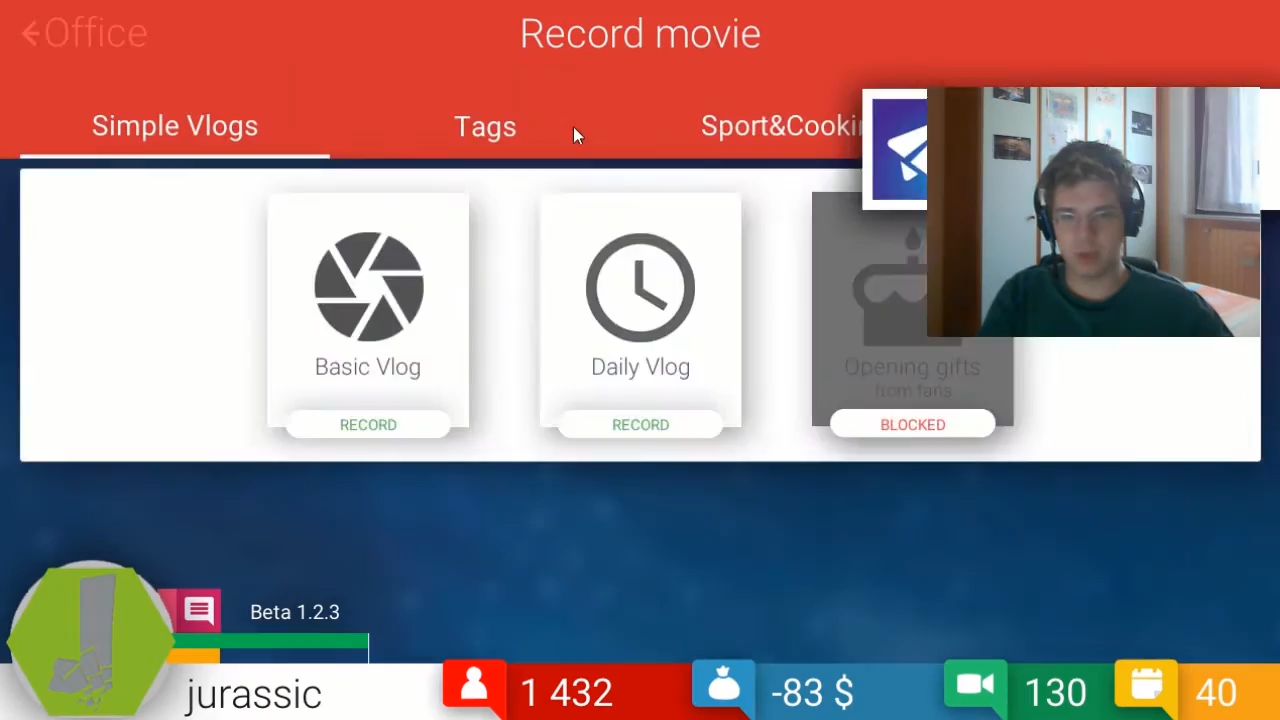 Office
Record movie
Simple Vlogs
Tags
Sport&Cookin
Basic Vlog
RECORD
Daily Vlog
RECORD
Opening gifts
from fans
BLOCKED
Beta 1.2.3
jurassic
1 432
-83 $
130
40